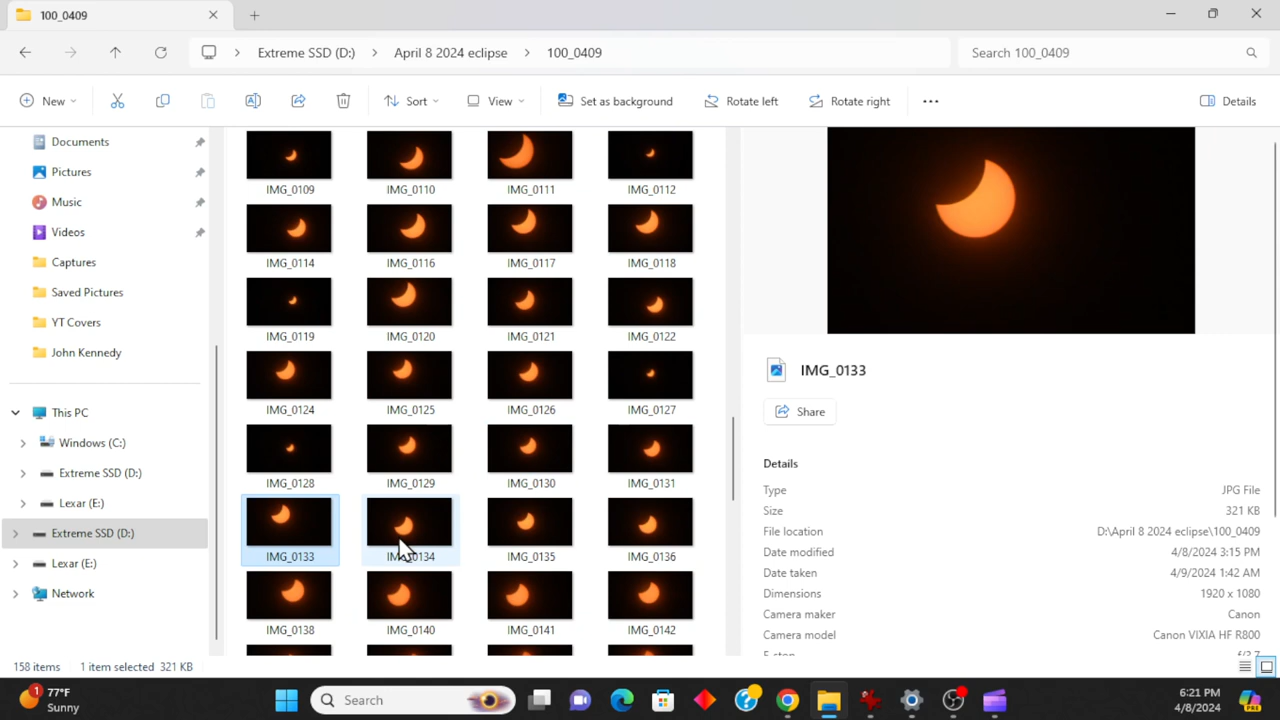 100_0409
Extreme SSD (D:) > April 8 2024 eclipse > 100_0409
Search 100_0409
New
Sort
View
Set as background
Rotate left
Rotate right
Details
Documents
Pictures
Music
Videos
Captures
Saved Pictures
YT Covers
John Kennedy
This PC
Windows (C:)
Extreme SSD (D:)
Lexar (E:)
Extreme SSD (D:)
Lexar (E:)
Network
IMG_0109 IMG_0110 IMG_0111 IMG_0112
IMG_0114 IMG_0116 IMG_0117 IMG_0118
IMG_0119 IMG_0120 IMG_0121 IMG_0122
IMG_0124 IMG_0125 IMG_0126 IMG_0127
IMG_0128 IMG_0129 IMG_0130 IMG_0131
IMG_0133 IMG_0134 IMG_0135 IMG_0136
IMG_0138 IMG_0140 IMG_0141 IMG_0142
IMG_0133
Share
Details
Type JPG File
Size 321 KB
File location D:\April 8 2024 eclipse\100_0409
Date modified 4/8/2024 3:15 PM
Date taken 4/9/2024 1:42 AM
Dimensions 1920 x 1080
Camera maker Canon
Camera model Canon VIXIA HF R800
158 items 1 item selected 321 KB
1
77°F
Sunny
Search
6:21 PM
4/8/2024
PRE